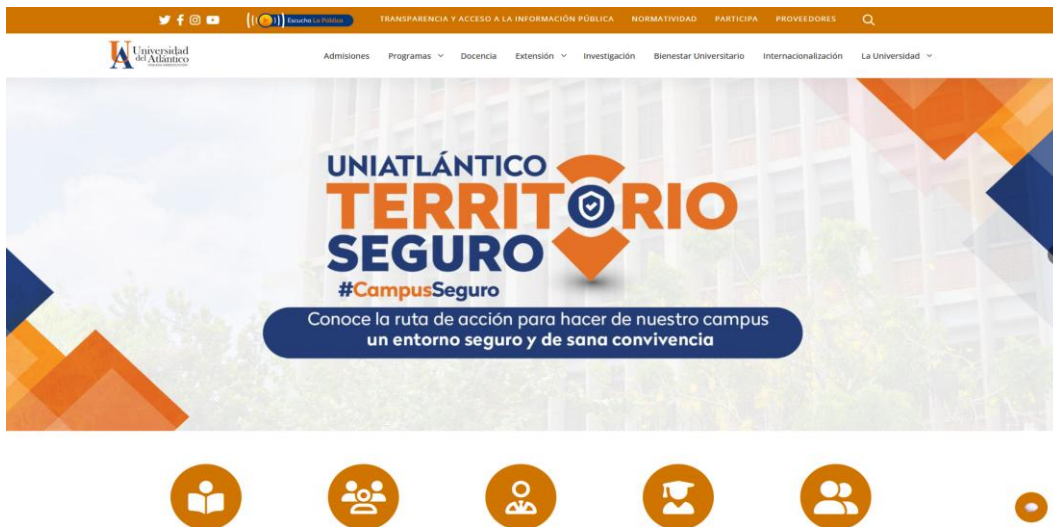 Escucha La Pública
TRANSPARENCIA Y ACCESO A LA INFORMACIÓN PÚBLICA NORMATIVIDAD PARTICIPA PROVEEDORES
Universidad
del Atlántico
Admisiones Programas Docencia Extensión Investigación Bienestar Universitario Internacionalización La Universidad
UNIATLÁNTICO
TERRITORIO
SEGURO
#CampusSeguro
Conoce la ruta de acción para hacer de nuestro campus
un entorno seguro y de sana convivencia